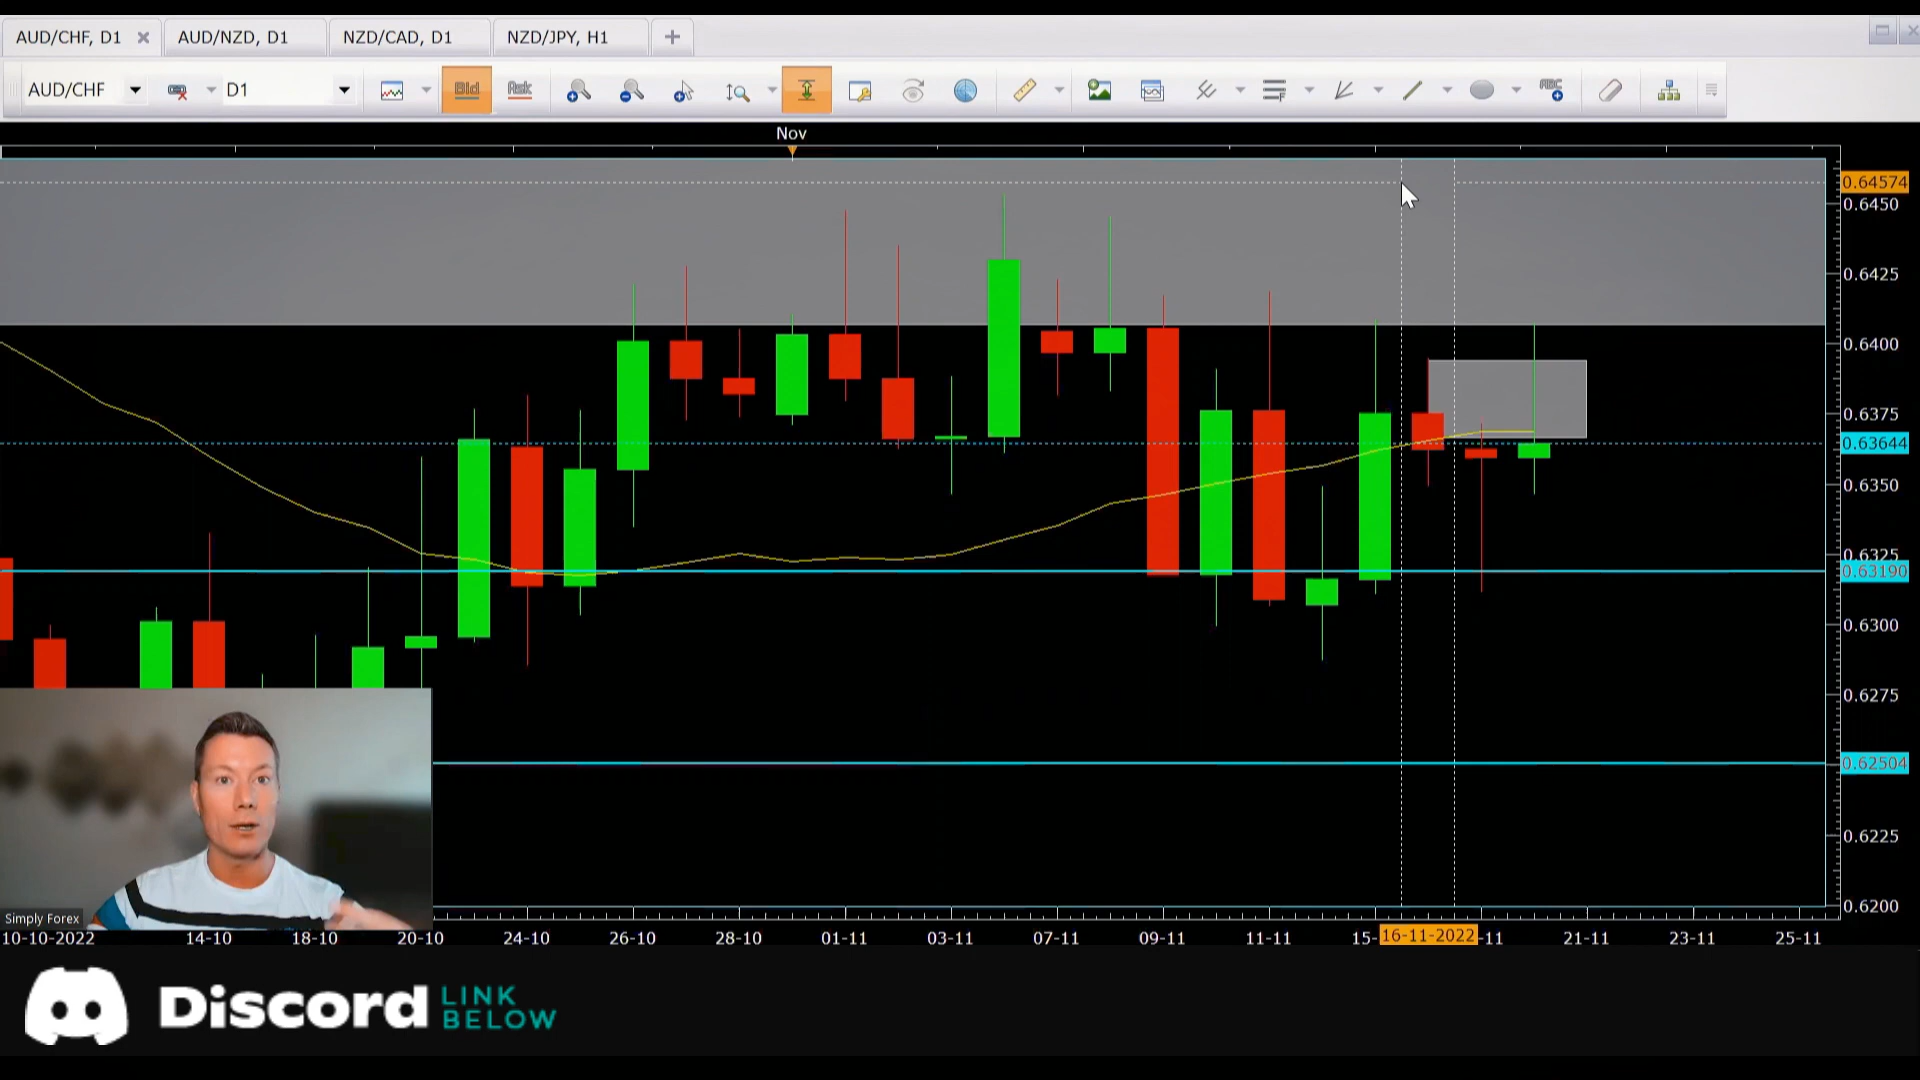 AUD/CHF, D1
AUD/NZD, D1
NZD/CAD, D1
NZD/JPY, H1
AUD/CHF
D1
Bid
Ask
ABC
Nov
0.64574
0.6450
0.6425
0.6400
0.6375
0.63644
0.6350
0.6325
0.63190
0.6300
0.6275
0.62504
0.6225
0.6200
Simply Forex
10-10-2022 14-10 18-10 20-10 24-10 26-10 28-10 01-11 03-11 07-11 09-11 11-11 15- 16-11-2022 -11 21-11 23-11 25-11
Discord LINK
BELOW